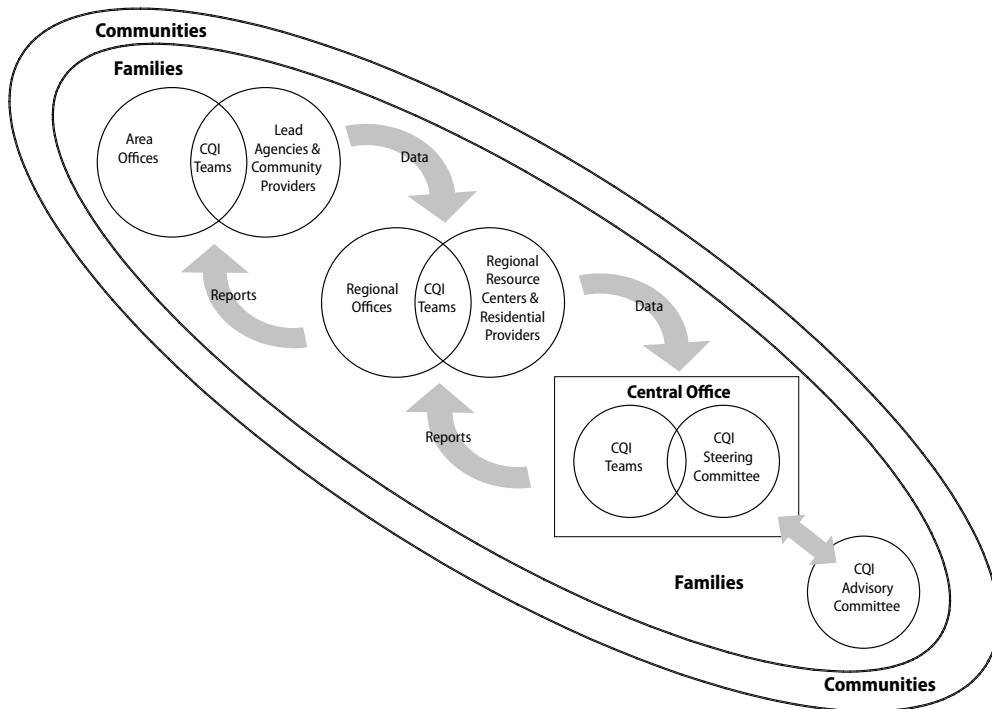 Communities
Families
Area
Offices
CQI
Teams
Lead
Agencies &
Community
Providers
Data
Reports
Regional
Offices
CQI
Teams
Regional
Resource
Centers &
Residential
Providers
Data
Reports
Central Office
CQI
Teams
CQI
Steering
Committee
Families
CQI
Advisory
Committee
Communities